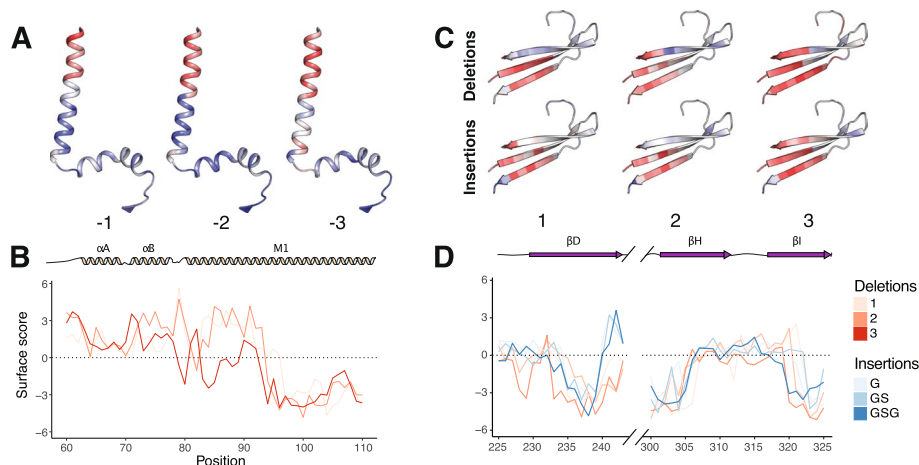 A
-1
-2
-3
C
Deletions
Insertions
1
2
3
B
αA
αB
M1
Surface score
6
3
0
−3
−6
60
70
80
90
100
110
Position
D
βD
βH
βI
6
3
0
−3
−6
225
230
235
240
300
305
310
315
320
325
Deletions
1
2
3
Insertions
G
GS
GSG